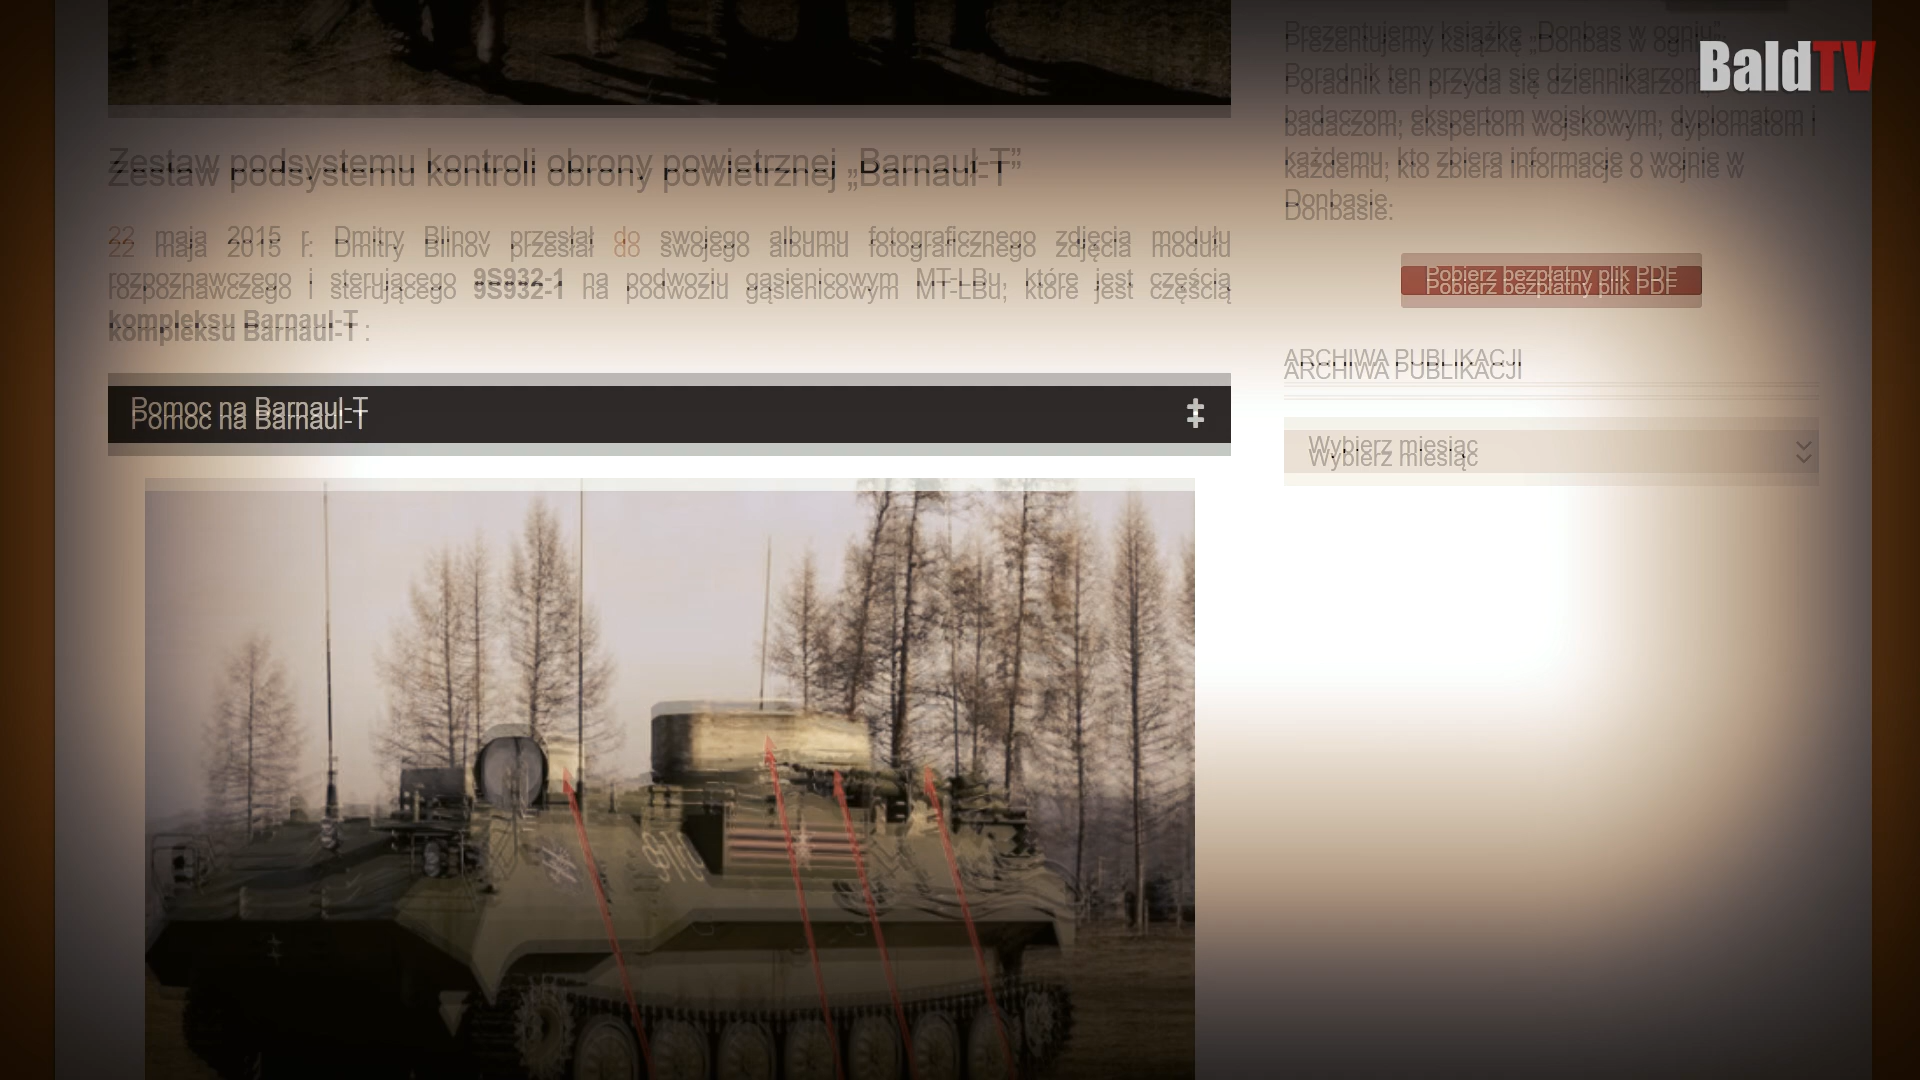 Prezentujemy książkę „Donbas w ogniu”.
BaldTV
Poradnik ten przyda się dziennikarzom,
badaczom, ekspertom wojskowym, dyplomatom i
każdemu, kto zbiera informacje o wojnie w
Donbasie.
Pobierz bezpłatny plik PDF
ARCHIWA PUBLIKACJI
Wybierz miesiąc
Zestaw podsystemu kontroli obrony powietrznej „Barnauł-T”
22 maja 2015 r. Dmitry Blinov przesłał do swojego albumu fotograficznego zdjęcia modułu
rozpoznawczego i sterującego 9S932-1 na podwoziu gąsienicowym MT-LBu, które jest częścią
kompleksu Barnaul-T :
Pomoc na Barnaul-T